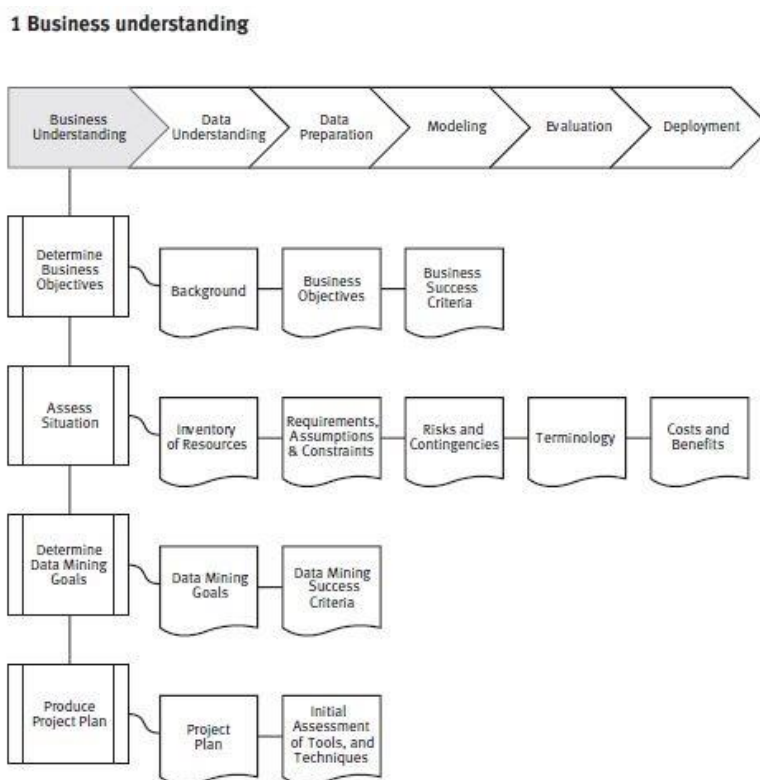 1 Business understanding
Business
Understanding
Data
Understanding
Data
Preparation
Modeling
Evaluation
Deployment
Determine
Business
Objectives
Background
Business
Objectives
Business
Success
Criteria
Assess
Situation
Inventory
of Resources
Requirements,
Assumptions
& Constraints
Risks and
Contingencies
Terminology
Costs and
Benefits
Determine
Data Mining
Goals
Data Mining
Goals
Data Mining
Success
Criteria
Produce
Project Plan
Project
Plan
Initial
Assessment
of Tools, and
Techniques